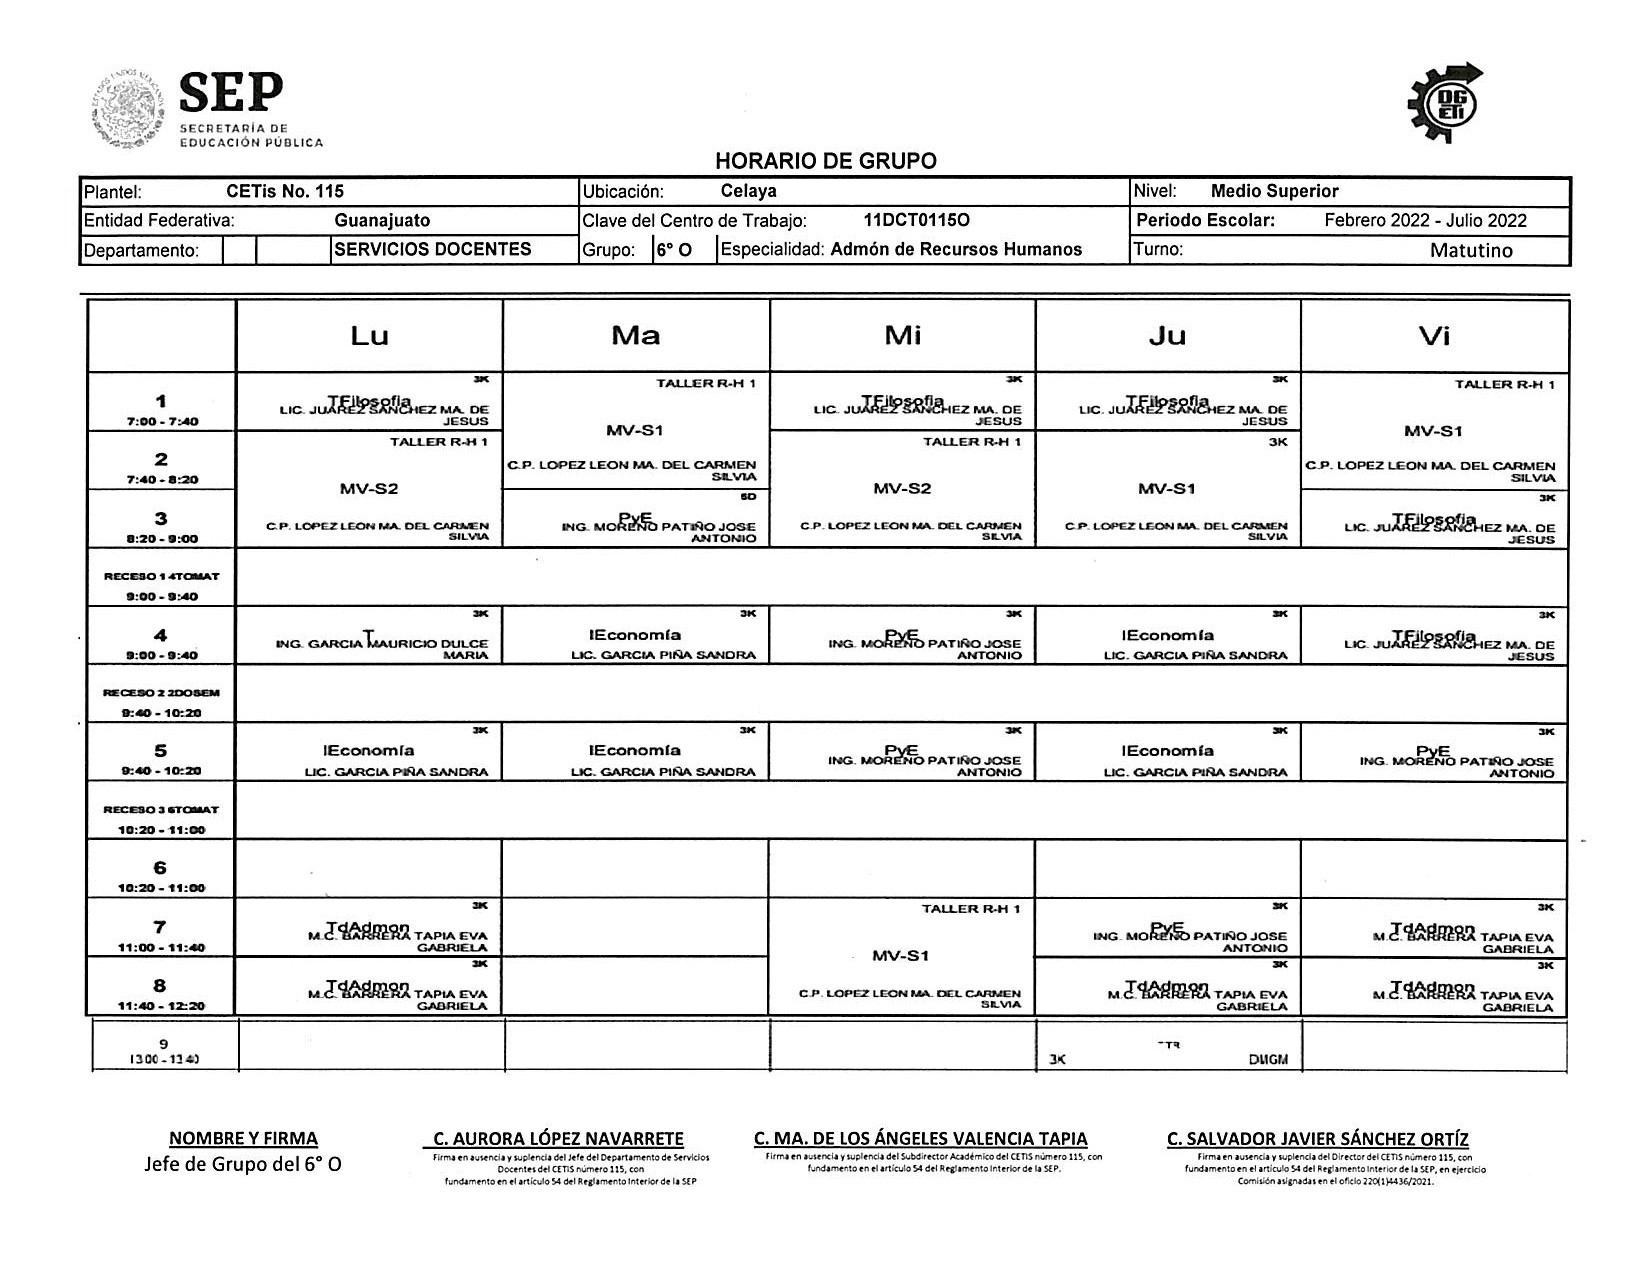 SEP
SECRETARÍA DE
EDUCACIÓN PÚBLICA
DG
ETI
HORARIO DE GRUPO
Plantel: CETis No. 115 Ubicación: Celaya Nivel: Medio Superior
Entidad Federativa: Guanajuato Clave del Centro de Trabajo: 11DCT0115O Periodo Escolar: Febrero 2022 - Julio 2022
Departamento: SERVICIOS DOCENTES Grupo: 6° O Especialidad: Admón de Recursos Humanos Turno: Matutino
Lu Ma Mi Ju Vi
1
7:00 - 7:40
3K
TFilosofia
LIC. JUAREZ SANCHEZ MA. DE
JESUS
TALLER R-H 1
MV-S1
C.P. LOPEZ LEON MA. DEL CARMEN
SILVIA
3K
TFilosofia
LIC. JUAREZ SANCHEZ MA. DE
JESUS
3K
TFilosofia
LIC. JUAREZ SANCHEZ MA. DE
JESUS
TALLER R-H 1
MV-S1
C.P. LOPEZ LEON MA. DEL CARMEN
SILVIA
2
7:40 - 8:20
TALLER R-H 1
MV-S2
C.P. LOPEZ LEON MA. DEL CARMEN
SILVIA
TALLER R-H 1
MV-S2
C.P. LOPEZ LEON MA. DEL CARMEN
SILVIA
3K
MV-S1
C.P. LOPEZ LEON MA. DEL CARMEN
SILVIA
3
8:20 - 9:00
PyE
ING. MORENO PATIÑO JOSE
ANTONIO
3K
TFilosofia
LIC. JUAREZ SANCHEZ MA. DE
JESUS
RECESO 1 4TOMAT
9:00 - 9:40
4
9:00 - 9:40
3K
T
ING. GARCIA MAURICIO DULCE
MARIA
3K
IEconomía
LIC. GARCIA PIÑA SANDRA
3K
PyE
ING. MORENO PATIÑO JOSE
ANTONIO
3K
IEconomía
LIC. GARCIA PIÑA SANDRA
3K
TFilosofia
LIC. JUAREZ SANCHEZ MA. DE
JESUS
RECESO 2 2DOSEM
9:40 - 10:20
5
9:40 - 10:20
3K
IEconomía
LIC. GARCIA PIÑA SANDRA
3K
IEconomía
LIC. GARCIA PIÑA SANDRA
3K
PyE
ING. MORENO PATIÑO JOSE
ANTONIO
3K
IEconomía
LIC. GARCIA PIÑA SANDRA
3K
PyE
ING. MORENO PATIÑO JOSE
ANTONIO
RECESO 3 6TOMAT
10:20 - 11:00
6
10:20 - 11:00
7
11:00 - 11:40
3K
TdAdmon
M.C. BARRERA TAPIA EVA
GABRIELA
TALLER R-H 1
MV-S1
C.P. LOPEZ LEON MA. DEL CARMEN
SILVIA
3K
PyE
ING. MORENO PATIÑO JOSE
ANTONIO
3K
TdAdmon
M.C. BARRERA TAPIA EVA
GABRIELA
8
11:40 - 12:20
3K
TdAdmon
M.C. BARRERA TAPIA EVA
GABRIELA
3K
TdAdmon
M.C. BARRERA TAPIA EVA
GABRIELA
3K
TdAdmon
M.C. BARRERA TAPIA EVA
GABRIELA
9
13:00 - 13:40
3K DMGM
NOMBRE Y FIRMA
Jefe de Grupo del 6° O
C. AURORA LÓPEZ NAVARRETE
Firma en ausencia y suplencia del Jefe del Departamento de Servicios
Docentes del CETIS número 115, con
fundamento en el artículo 54 del Reglamento Interior de la SEP
C. MA. DE LOS ÁNGELES VALENCIA TAPIA
Firma en ausencia y suplencia del Subdirector Académico del CETIS número 115, con
fundamento en el artículo 54 del Reglamento Interior de la SEP.
C. SALVADOR JAVIER SÁNCHEZ ORTÍZ
Firma en ausencia y suplencia del Director del CETIS número 115, con
fundamento en el artículo 54 del Reglamento Interior de la SEP, en ejercicio
Comisión asignadas en el oficio 220(1)4436/2021.